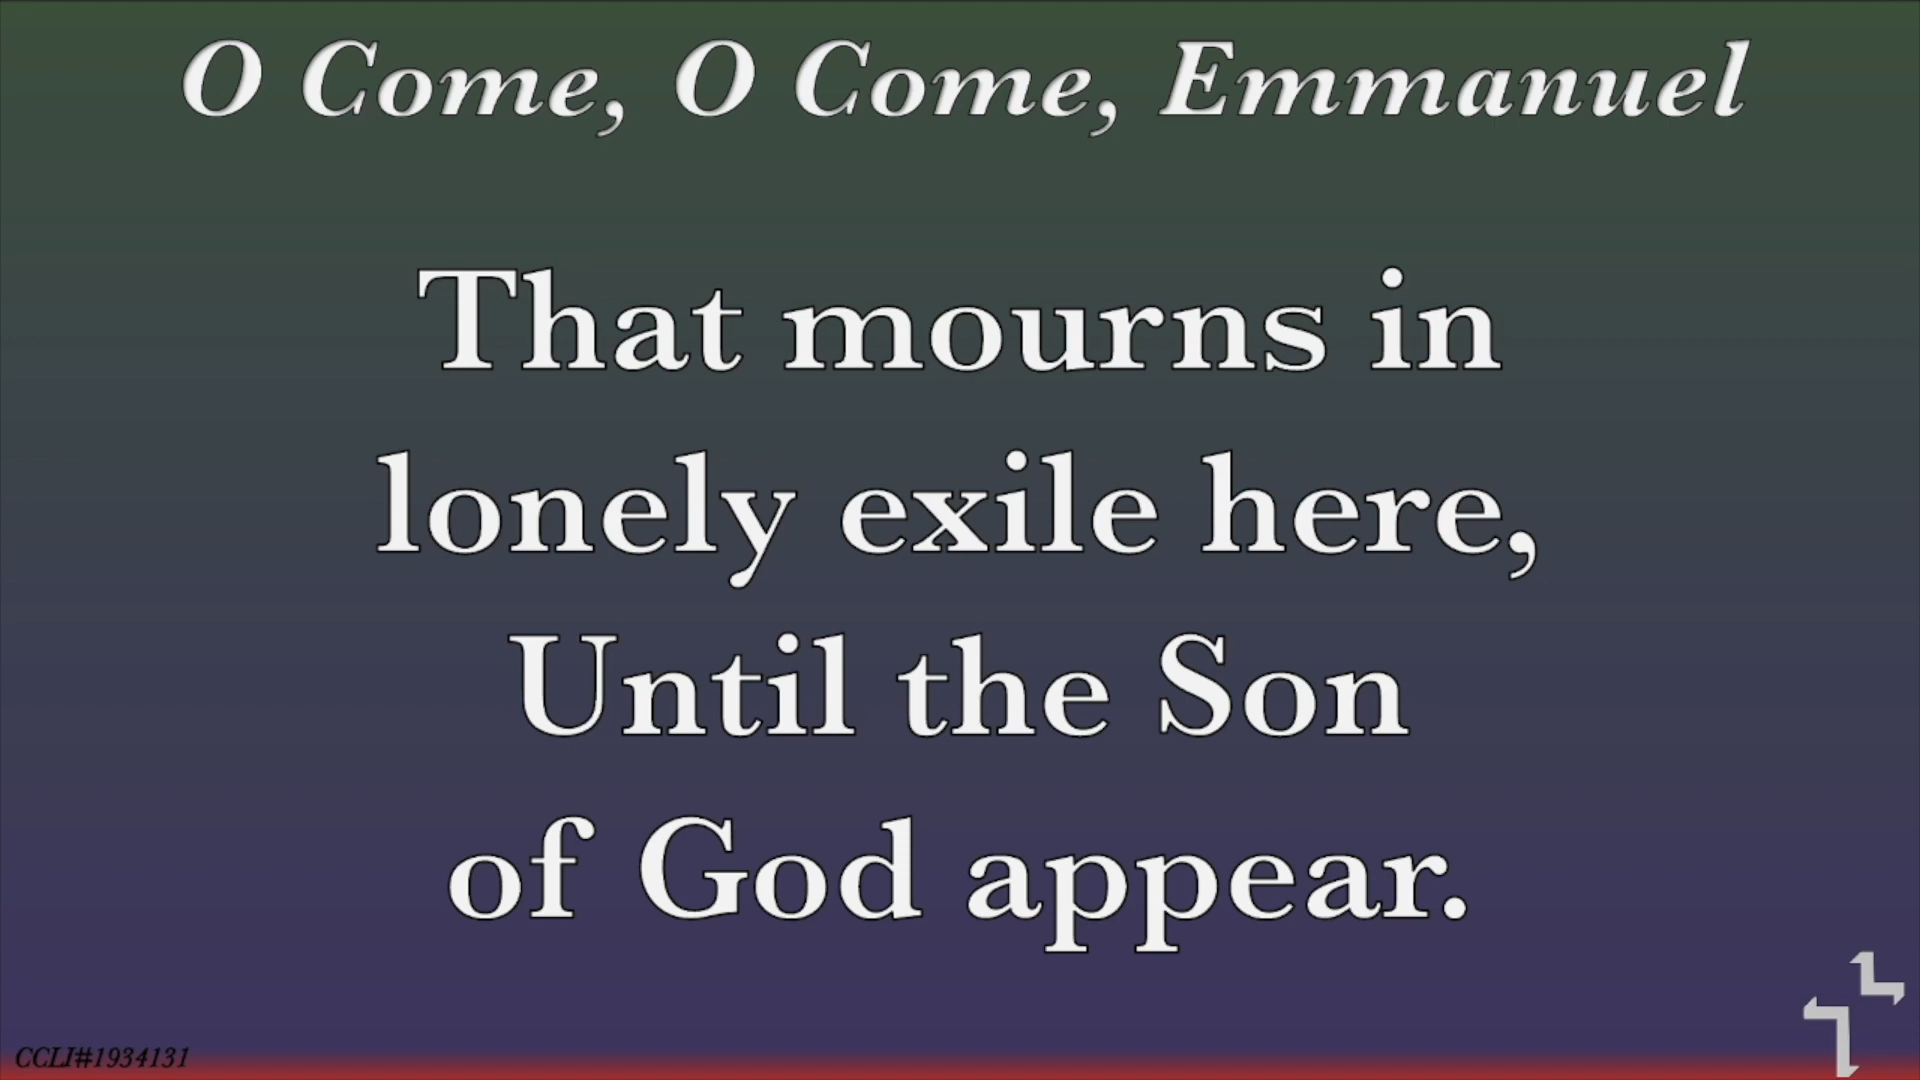 O Come, O Come, Emmanuel
That mourns in
lonely exile here,
Until the Son
of God appear.
CCLI#1934131